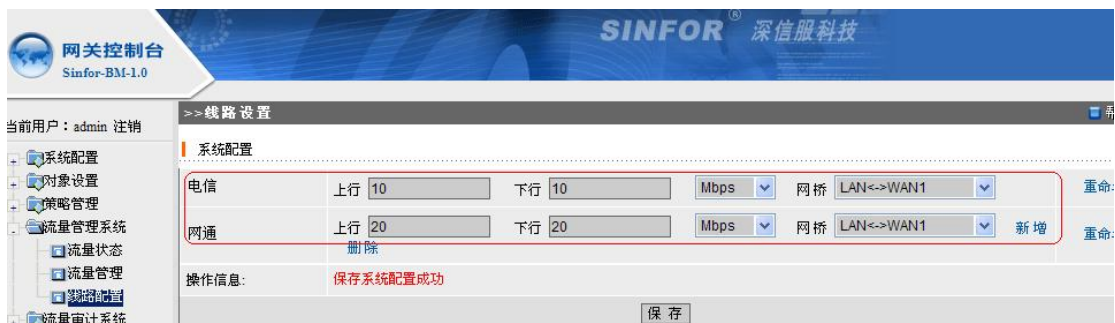 SINFOR® 深信服科技
网关控制台
Sinfor-BM-1.0
当前用户：admin 注销
系统配置
对象设置
策略管理
流量管理系统
流量状态
流量管理
线路配置
流量审计系统
>>线路设置
系统配置
电信 上行 10 下行 10 Mbps 网桥 LAN<->WAN1 重命
网通 上行 20 下行 20 Mbps 网桥 LAN<->WAN1 新增 重命
删除
操作信息: 保存系统配置成功
保 存